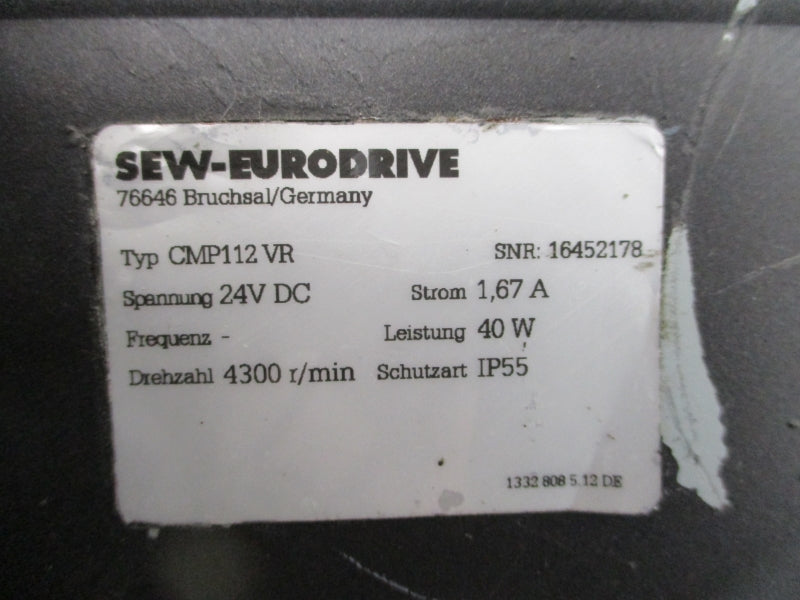 SEW-EURODRIVE
76646 Bruchsal/Germany
Typ CMP112 VR SNR: 16452178
Spannung 24V DC Strom 1,67 A
Frequenz - Leistung 40 W
Drehzahl 4300 r/min Schutzart IP55
1332 808 5.12 DE